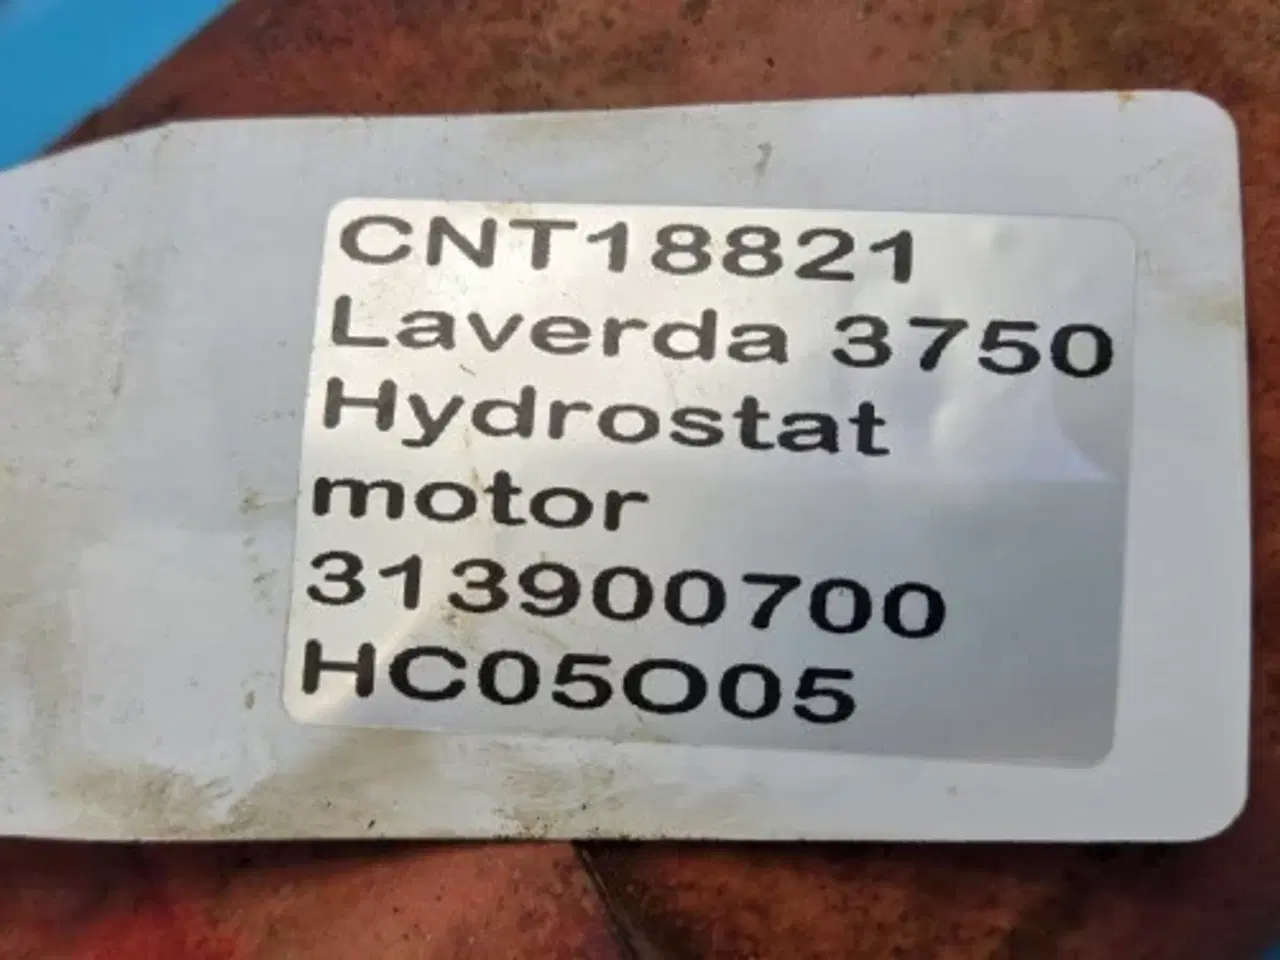 CNT18821
Laverda 3750
Hydrostat
motor
313900700
HC05O05